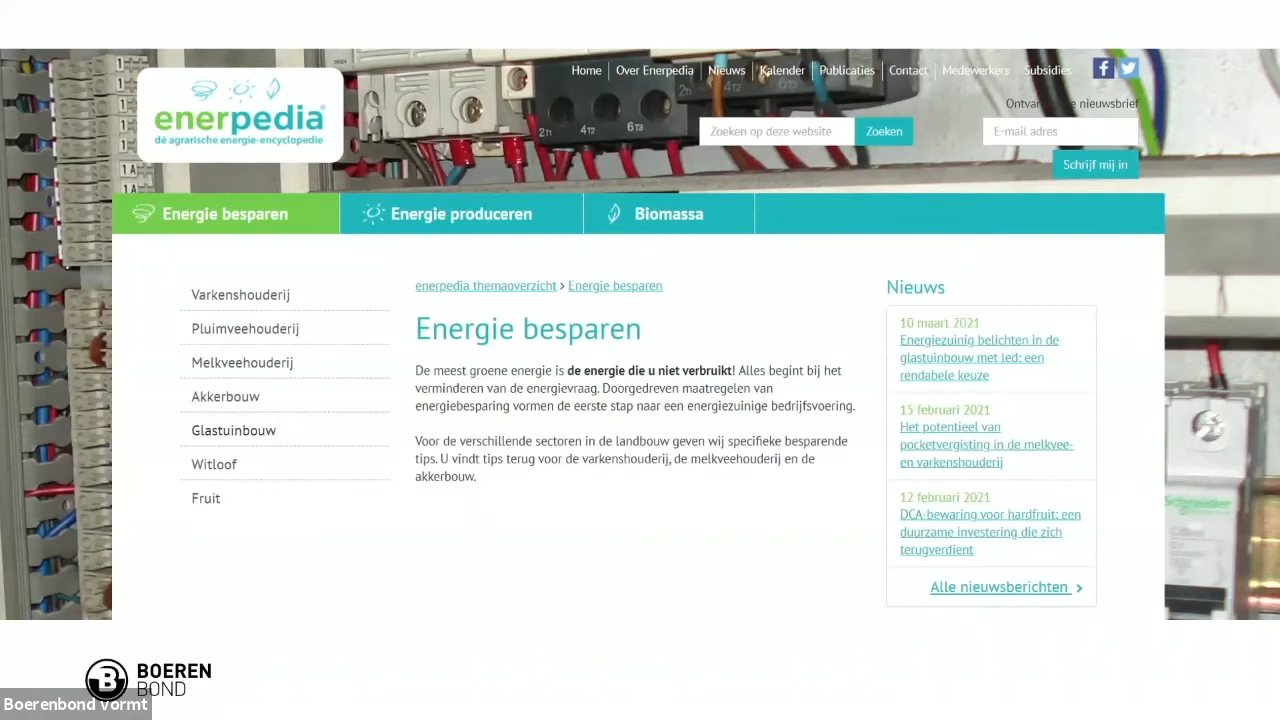 Home
Over Enerpedia
Nieuws
Kalender
Publicaties
Contact
Medewerkers
Subsidies
enerpedia
dé agrarische energie-encyclopedie
nieuwsbrief
Zoeken op deze website
Zoeken
E-mail adres
Schrijf mij in
2T1
4T2
6T3
Energie besparen
Energie produceren
Biomassa
Varkenshouderij
Pluimveehouderij
Melkveehouderij
Akkerbouw
Glastuinbouw
Witloof
Fruit
enerpedia themaoverzicht > Energie besparen
Energie besparen
De meest groene energie is de energie die u niet verbruikt! Alles begint bij het
verminderen van de energievraag. Doorgedreven maatregelen van
energiebesparing vormen de eerste stap naar een energiezuinige bedrijfsvoering.
Voor de verschillende sectoren in de landbouw geven wij specifieke besparende
tips. U vindt tips terug voor de varkenshouderij, de melkveehouderij en de
akkerbouw.
Nieuws
10 maart 2021
Energiezuinig belichten in de
glastuinbouw met led: een
rendabele keuze
15 februari 2021
Het potentieel van
pocketvergisting in de melkvee-
en varkenshouderij
12 februari 2021
DCA-bewaring voor hardfruit: een
duurzame investering die zich
terugverdient
Alle nieuwsberichten >
B BOEREN
BOND
Boerenbond Vormt